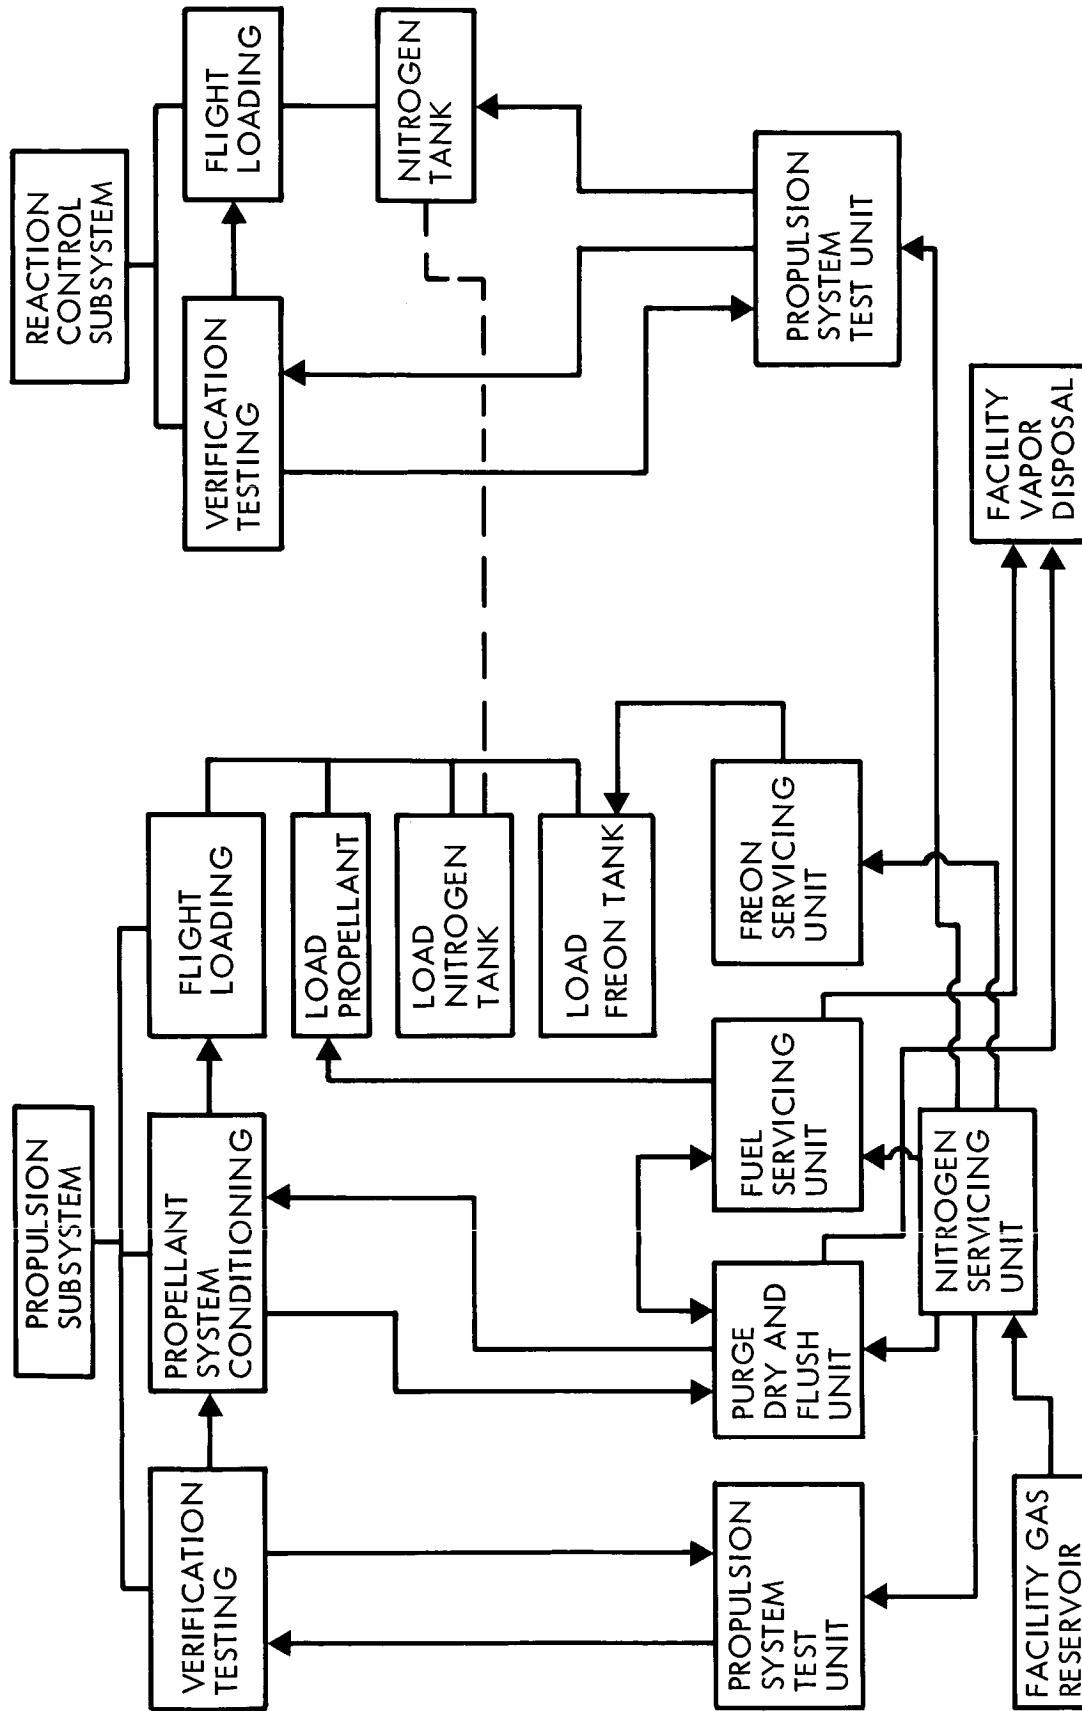 PROPULSION
SUBSYSTEM
REACTION
CONTROL
SUBSYSTEM
VERIFICATION
TESTING
PROPELLANT
SYSTEM
CONDITIONING
FLIGHT
LOADING
VERIFICATION
TESTING
FLIGHT
LOADING
LOAD
PROPELLANT
LOAD
NITROGEN
TANK
LOAD
FREON TANK
NITROGEN
TANK
PROPULSION
SYSTEM
TEST
UNIT
PURGE
DRY AND
FLUSH
UNIT
FUEL
SERVICING
UNIT
FREON
SERVICING
UNIT
PROPULSION
SYSTEM
TEST UNIT
NITROGEN
SERVICING
UNIT
FACILITY GAS
RESERVOIR
FACILITY
VAPOR
DISPOSAL